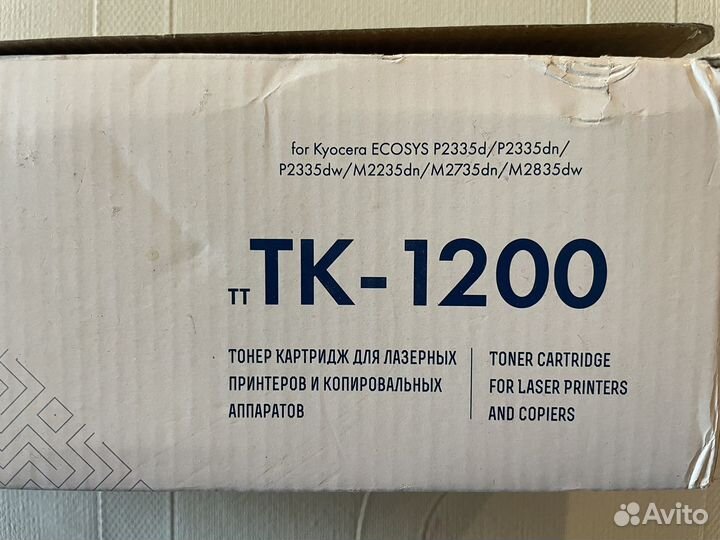 for Kyocera ECOSYS P2335d/P2335dn/
P2335dw/M2235dn/M2735dn/M2835dw
TT TK-1200
ТОНЕР КАРТРИДЖ ДЛЯ ЛАЗЕРНЫХ
ПРИНТЕРОВ И КОПИРОВАЛЬНЫХ
АППАРАТОВ
TONER CARTRIDGE
FOR LASER PRINTERS
AND COPIERS
Avito